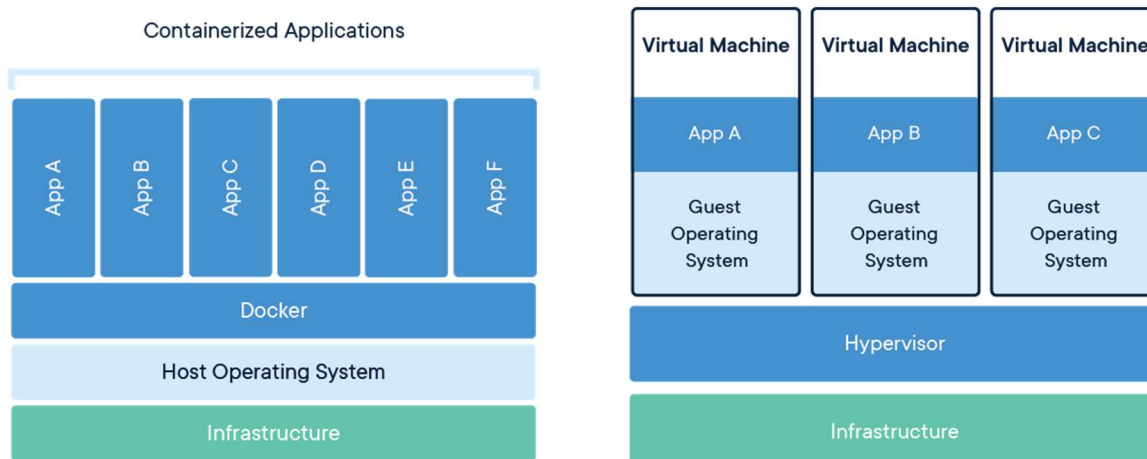 Containerized Applications
App A
App B
App C
App D
App E
App F
Docker
Host Operating System
Infrastructure
Virtual Machine
App A
Guest
Operating
System
Virtual Machine
App B
Guest
Operating
System
Virtual Machine
App C
Guest
Operating
System
Hypervisor
Infrastructure